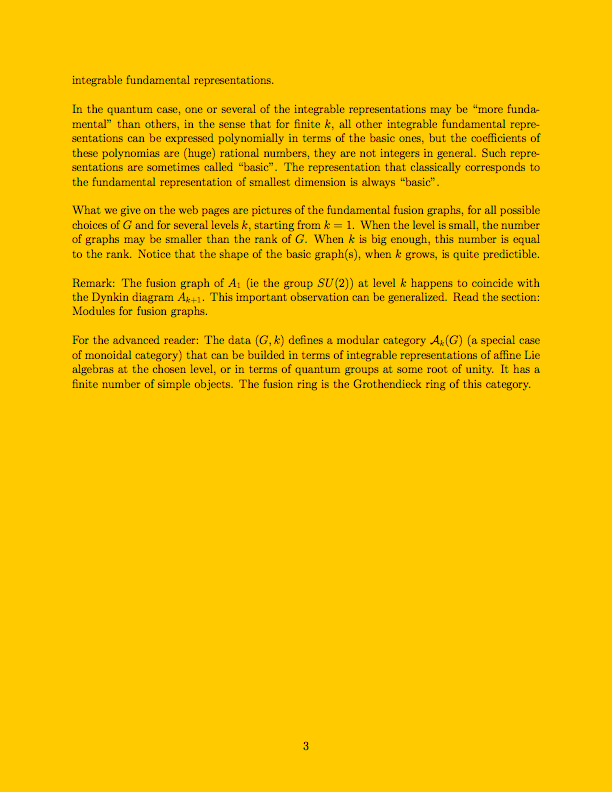 integrable fundamental representations.
In the quantum case, one or several of the integrable representations may be “more funda-
mental” than others, in the sense that for finite k, all other integrable fundamental repre-
sentations can be expressed polynomially in terms of the basic ones, but the coefficients of
these polynomias are (huge) rational numbers, they are not integers in general. Such repre-
sentations are sometimes called “basic”. The representation that classically corresponds to
the fundamental representation of smallest dimension is always “basic”.
What we give on the web pages are pictures of the fundamental fusion graphs, for all possible
choices of G and for several levels k, starting from k = 1. When the level is small, the number
of graphs may be smaller than the rank of G. When k is big enough, this number is equal
to the rank. Notice that the shape of the basic graph(s), when k grows, is quite predictible.
Remark: The fusion graph of A₁ (ie the group SU(2)) at level k happens to coincide with
the Dynkin diagram Aₖ₊₁. This important observation can be generalized. Read the section:
Modules for fusion graphs.
For the advanced reader: The data (G, k) defines a modular category 𝒜ₖ(G) (a special case
of monoidal category) that can be builded in terms of integrable representations of affine Lie
algebras at the chosen level, or in terms of quantum groups at some root of unity. It has a
finite number of simple objects. The fusion ring is the Grothendieck ring of this category.
3